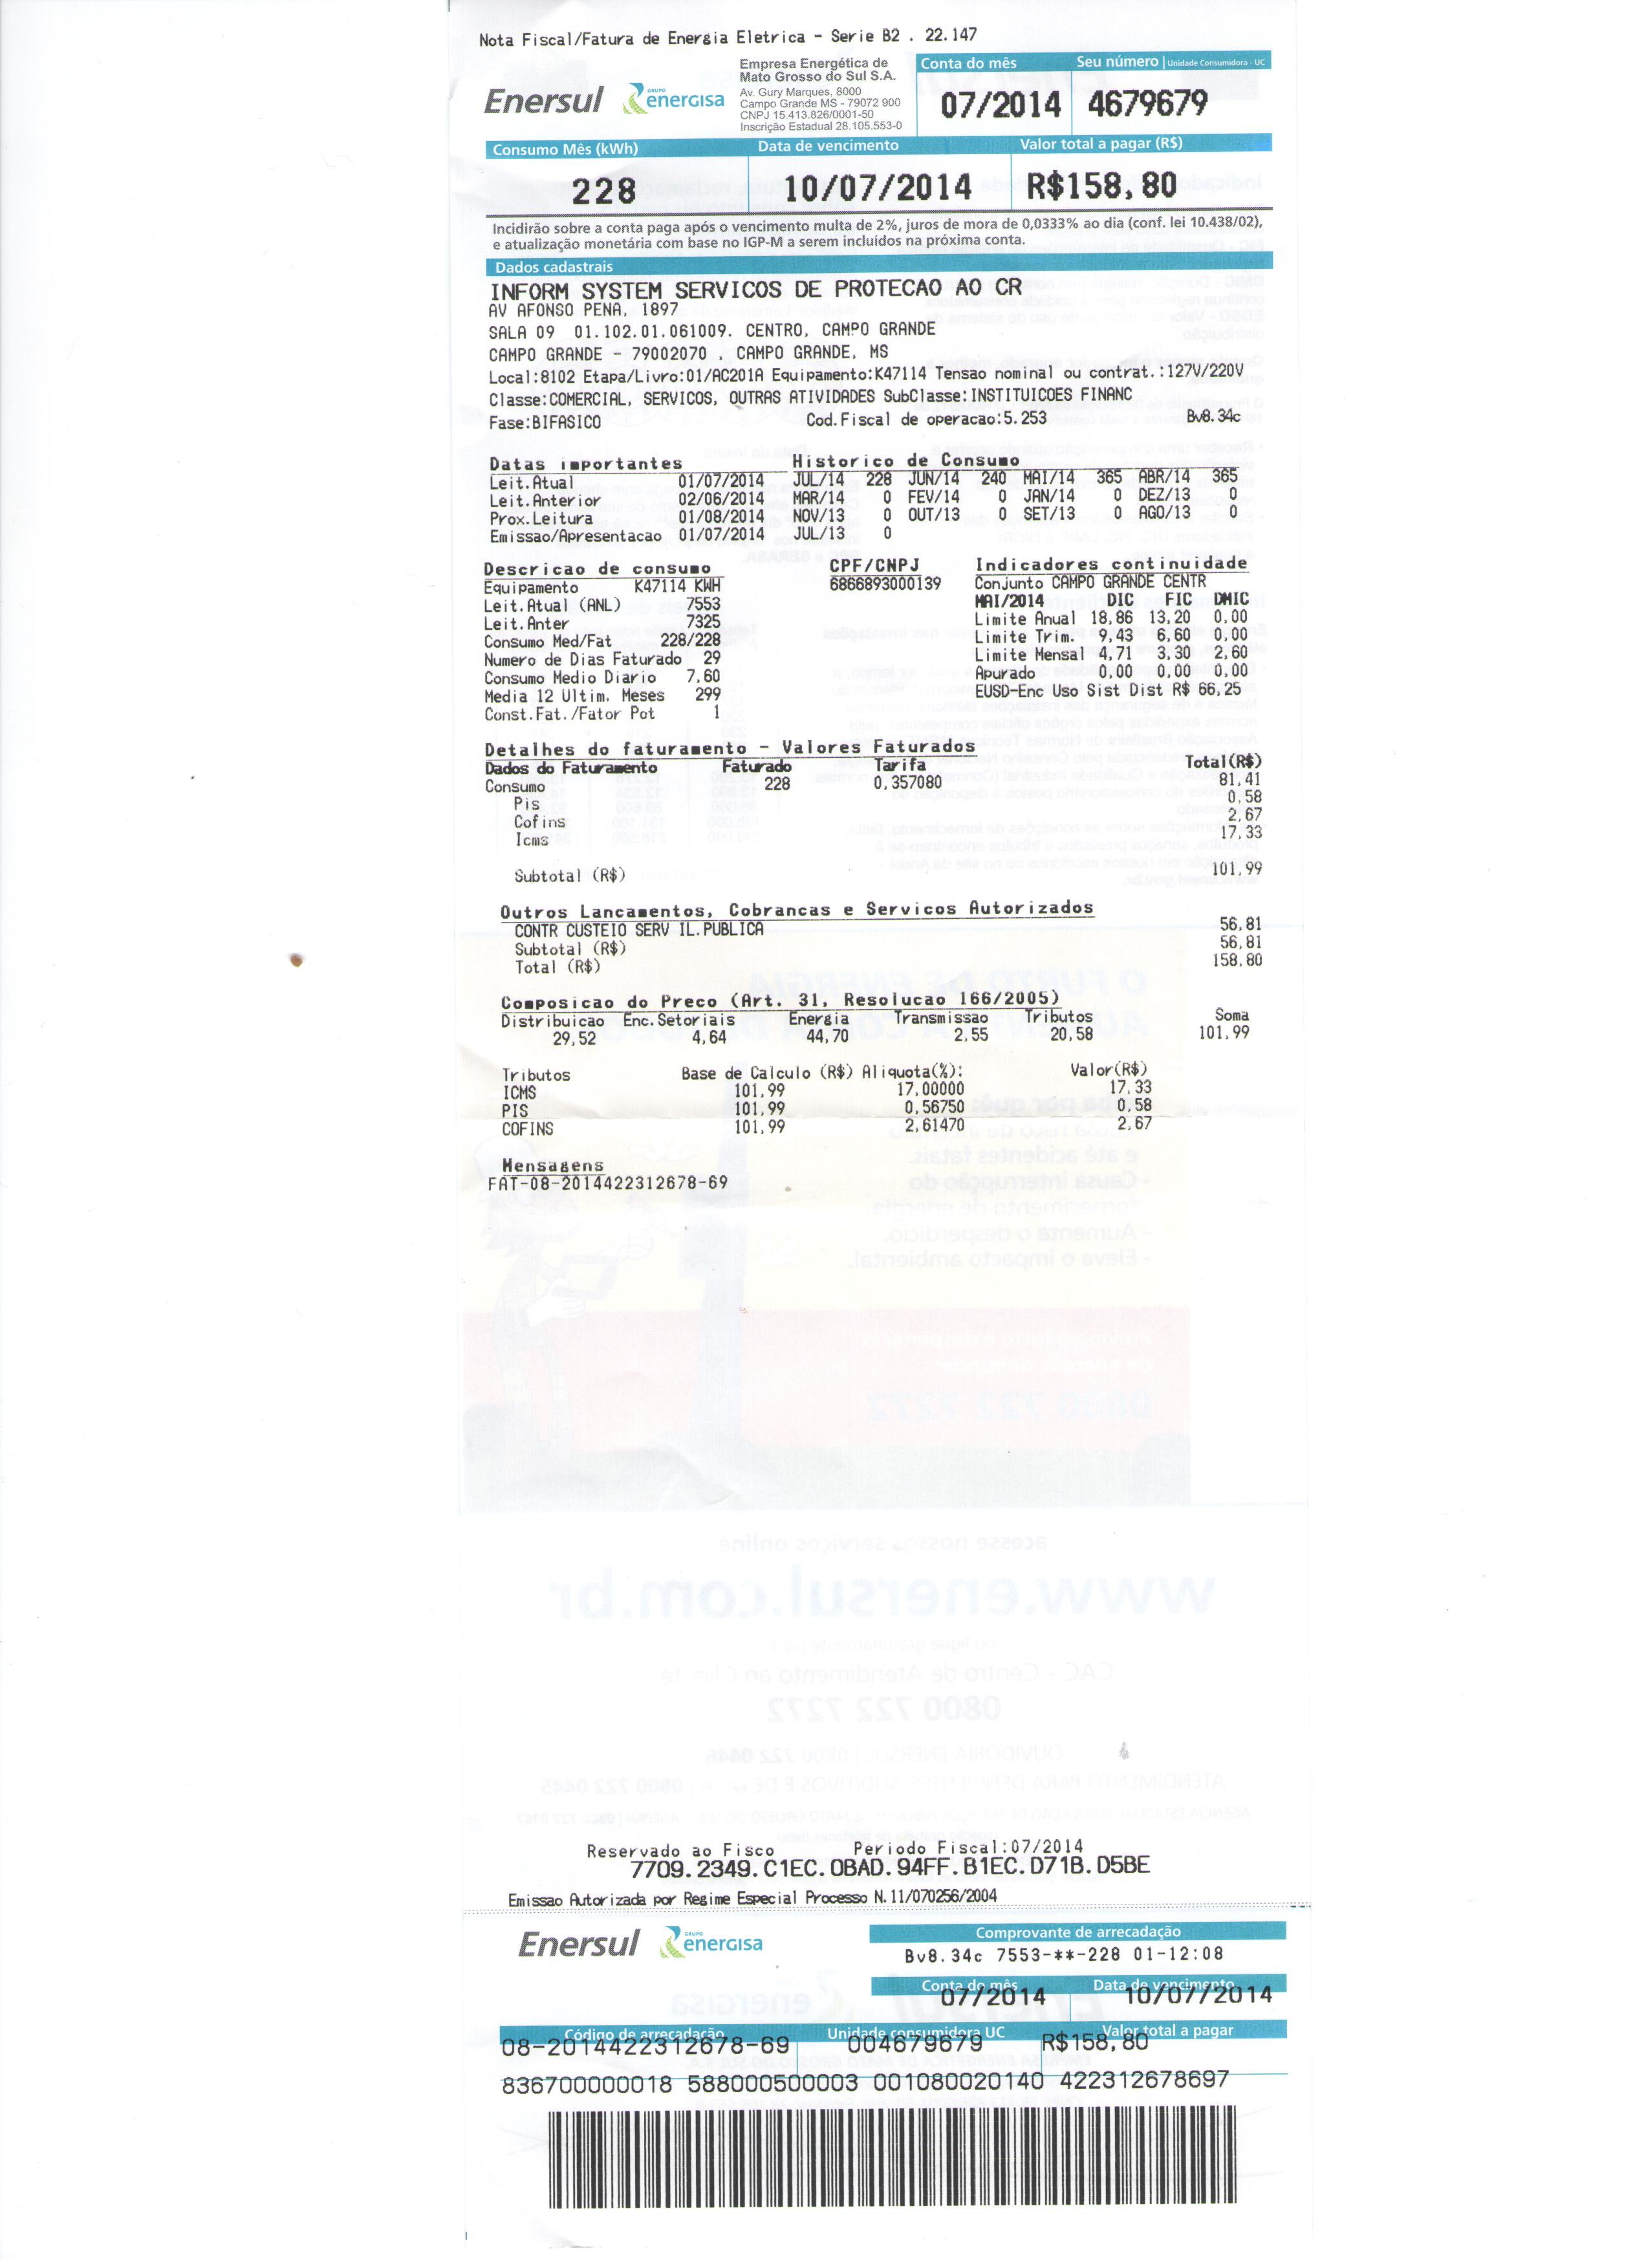 Nota Fiscal/Fatura de Energia Eletrica - Serie B2 . 22.147
Enersul GRUPO energisa
Empresa Energética de
Mato Grosso do Sul S.A.
Av. Gury Marques, 8000
Campo Grande MS - 79072 900
CNPJ 15.413.826/0001-50
Inscrição Estadual 28.105.553-0
Conta do mês Seu número | Unidade Consumidora - UC
07/2014 4679679
Consumo Mês (kWh) Data de vencimento Valor total a pagar (R$)
228 10/07/2014 R$158,80
Incidirão sobre a conta paga após o vencimento multa de 2%, juros de mora de 0,0333% ao dia (conf. lei 10.438/02),
e atualização monetária com base no IGP-M a serem incluídos na próxima conta.
Dados cadastrais
INFORM SYSTEM SERVICOS DE PROTECAO AO CR
AV AFONSO PENA, 1897
SALA 09 01.102.01.061009. CENTRO, CAMPO GRANDE
CAMPO GRANDE - 79002070 , CAMPO GRANDE, MS
Local:8102 Etapa/Livro:01/AC201A Equipamento:K47114 Tensao nominal ou contrat.:127V/220V
Classe:COMERCIAL, SERVICOS, OUTRAS ATIVIDADES SubClasse:INSTITUICOES FINANC
Fase:BIFASICO Cod.Fiscal de operacao:5.253 Bv8.34c
Datas importantes Historico de Consumo
Leit.Atual 01/07/2014 JUL/14 228 JUN/14 240 MAI/14 365 ABR/14 365
Leit.Anterior 02/06/2014 MAR/14 0 FEV/14 0 JAN/14 0 DEZ/13 0
Prox.Leitura 01/08/2014 NOV/13 0 OUT/13 0 SET/13 0 AGO/13 0
Emissao/Apresentacao 01/07/2014 JUL/13 0
Descricao de consumo CPF/CNPJ Indicadores continuidade
Equipamento K47114 KWH 6866893000139 Conjunto CAMPO GRANDE CENTR
Leit.Atual (ANL) 7553 MAI/2014 DIC FIC DMIC
Leit.Anter 7325 Limite Anual 18,86 13,20 0,00
Consumo Med/Fat 228/228 Limite Trim. 9,43 6,60 0,00
Numero de Dias Faturado 29 Limite Mensal 4,71 3,30 2,60
Consumo Medio Diario 7,60 Apurado 0,00 0,00 0,00
Media 12 Ultim. Meses 299 EUSD-Enc Uso Sist Dist R$ 66,25
Const.Fat./Fator Pot 1
Detalhes do faturamento - Valores Faturados
Dados do Faturamento Faturado Tarifa Total(R$)
Consumo 228 0,357080 81,41
Pis 0,58
Cofins 2,67
Icms 17,33
Subtotal (R$) 101,99
Outros Lancamentos, Cobrancas e Servicos Autorizados
CONTR CUSTEIO SERV IL.PUBLICA 56,81
Subtotal (R$) 56,81
Total (R$) 158,80
Composicao do Preco (Art. 31, Resolucao 166/2005)
Distribuicao Enc.Setoriais Energia Transmissao Tributos Soma
29,52 4,64 44,70 2,55 20,58 101,99
Tributos Base de Calculo (R$) Aliquota(%): Valor(R$)
ICMS 101,99 17,00000 17,33
PIS 101,99 0,56750 0,58
COFINS 101,99 2,61470 2,67
Mensagens
FAT-08-2014422312678-69
Reservado ao Fisco Periodo Fiscal:07/2014
7709.2349.C1EC.0BAD.94FF.B1EC.D71B.D5BE
Emissao Autorizada por Regime Especial Processo N.11/070256/2004
Enersul GRUPO energisa
Comprovante de arrecadação
Bv8.34c 7553-**-228 01-12:08
Conta do mês Data de vencimento
07/2014 10/07/2014
Código de arrecadação Unidade consumidora UC Valor total a pagar
08-2014422312678-69 004679679 R$158,80
836700000018 588000500003 001080020140 422312678697